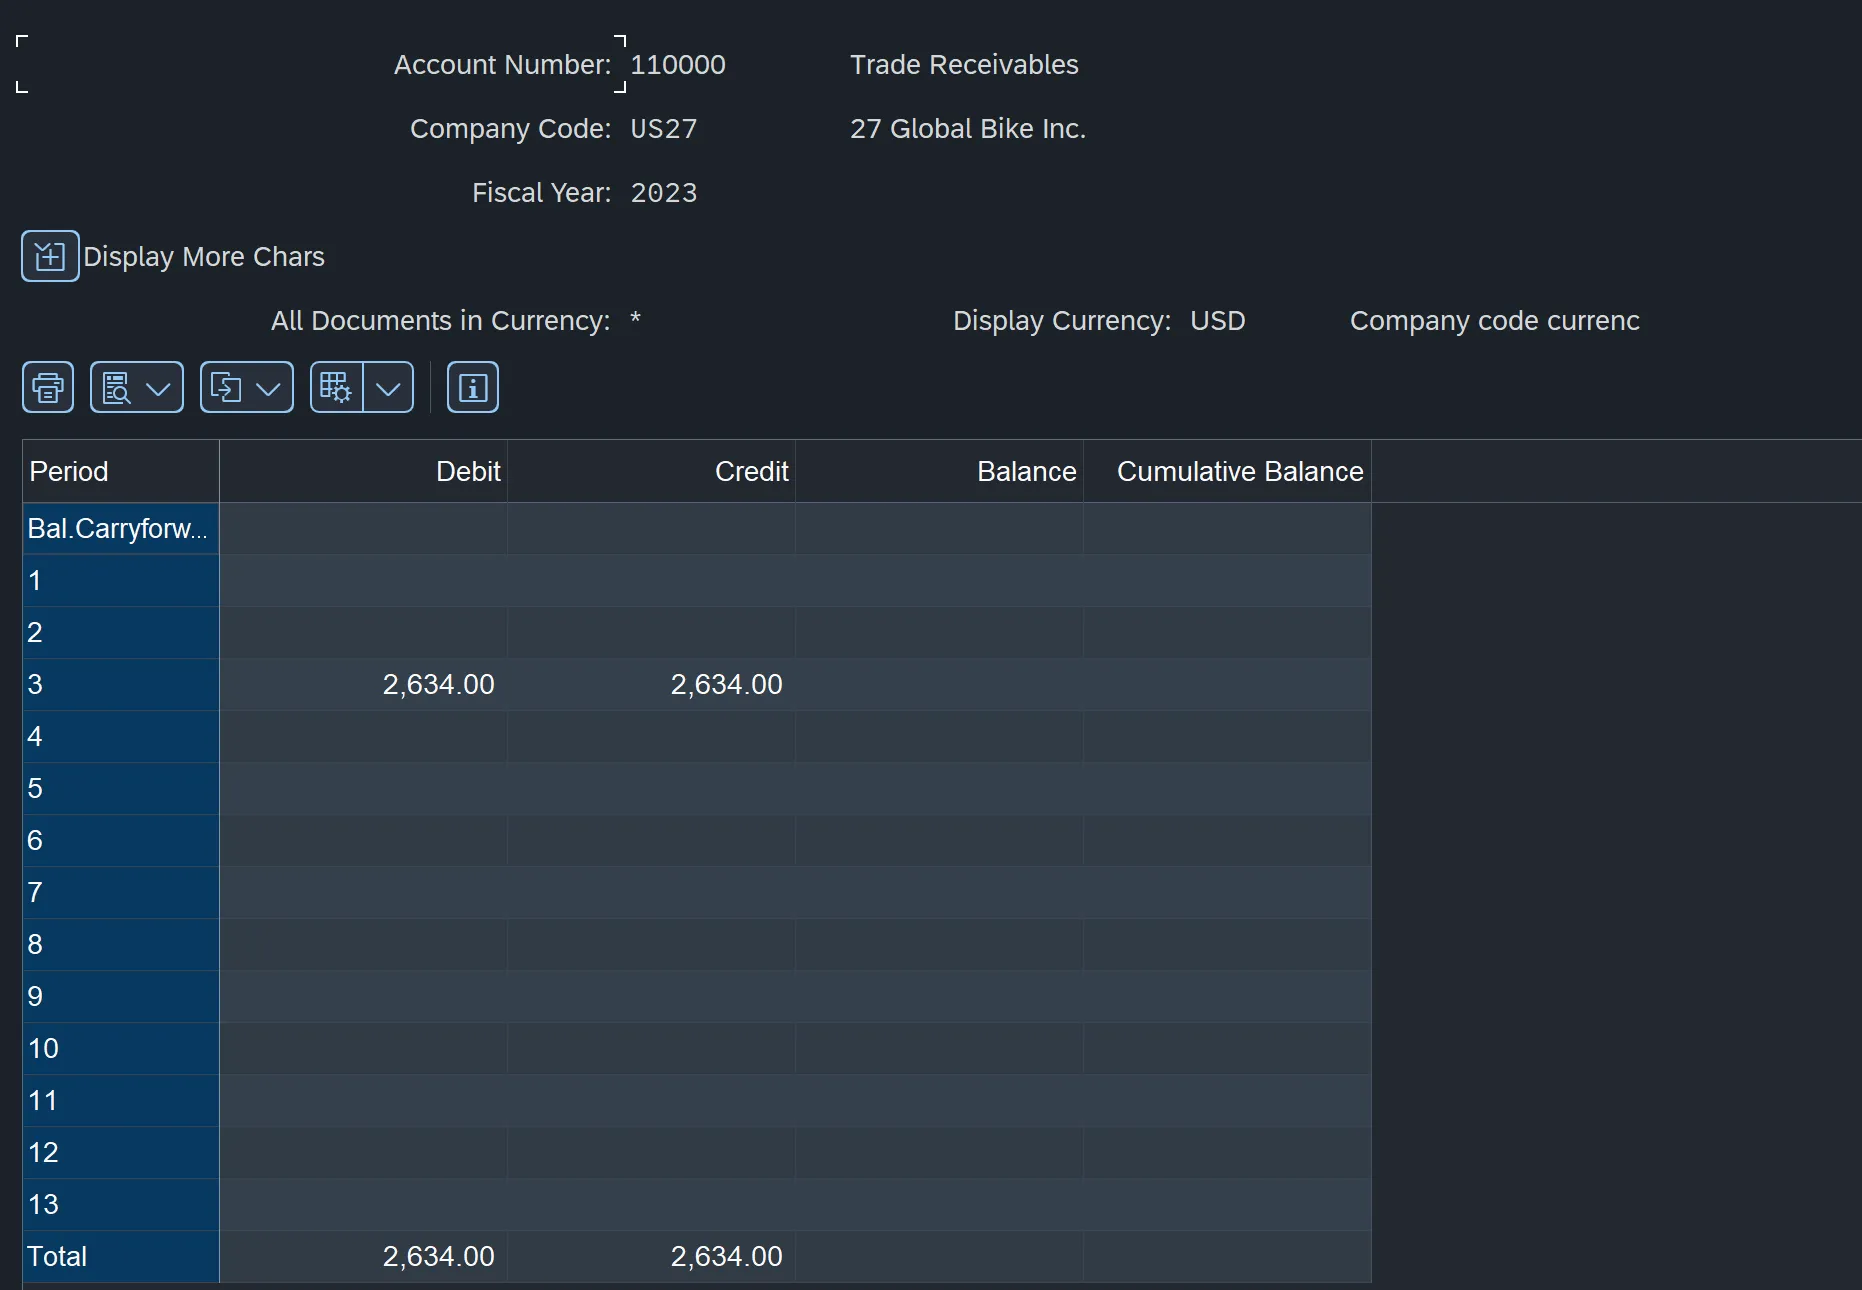 Account Number: 110000 Trade Receivables
Company Code: US27 27 Global Bike Inc.
Fiscal Year: 2023
Display More Chars
All Documents in Currency: * Display Currency: USD Company code currenc
Period Debit Credit Balance Cumulative Balance
Bal.Carryforw...
1
2
3 2,634.00 2,634.00
4
5
6
7
8
9
10
11
12
13
Total 2,634.00 2,634.00